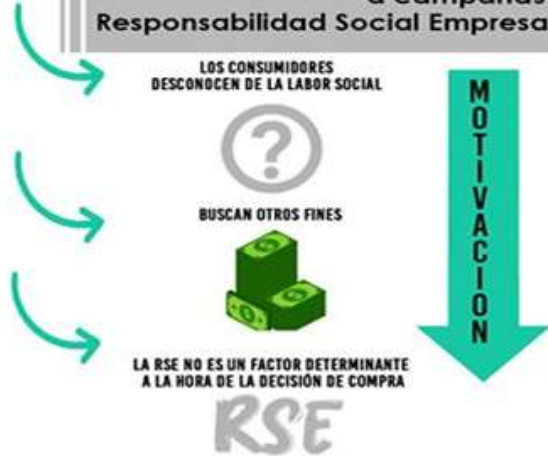 a Campañas
Responsabilidad Social Empresa
LOS CONSUMIDORES
DESCONOCEN DE LA LABOR SOCIAL
?
BUSCAN OTROS FINES
LA RSE NO ES UN FACTOR DETERMINANTE
A LA HORA DE LA DECISIÓN DE COMPRA
RSE
MOTIVACION